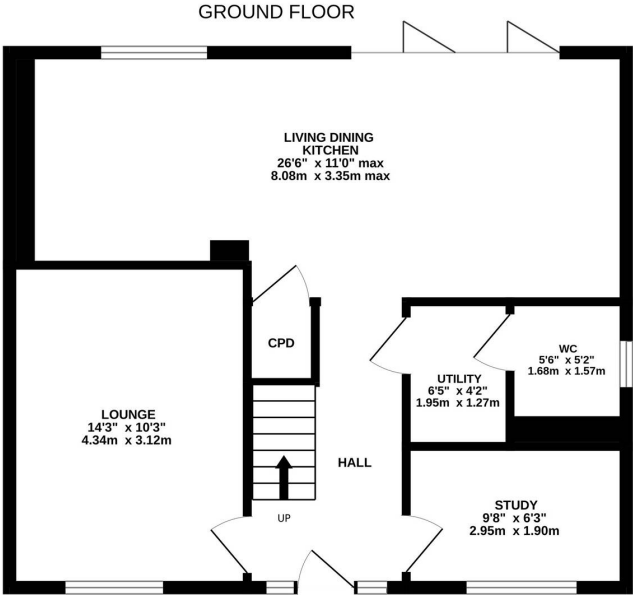 GROUND FLOOR
LIVING DINING
KITCHEN
26'6"  x 11'0" max
8.08m  x 3.35m max
CPD
WC
5'6"  x 5'2"
1.68m  x 1.57m
UTILITY
6'5"  x 4'2"
1.95m  x 1.27m
LOUNGE
14'3"  x 10'3"
4.34m  x 3.12m
HALL
UP
STUDY
9'8"  x 6'3"
2.95m  x 1.90m